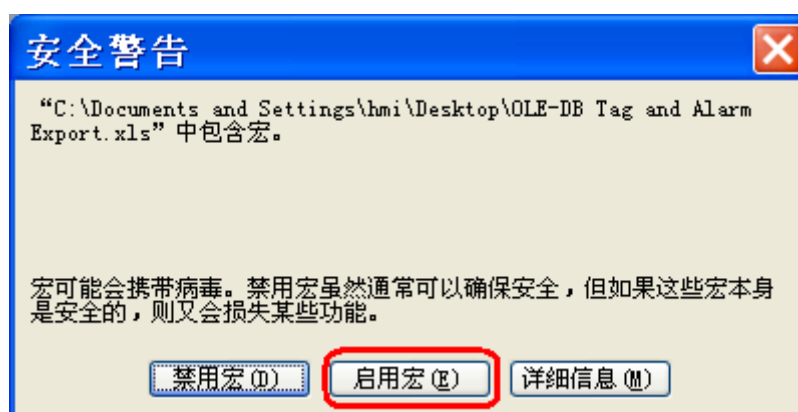 安全警告
“C:\Documents and Settings\hmi\Desktop\OLE-DB Tag and Alarm
Export.xls”中包含宏。
宏可能会携带病毒。禁用宏虽然通常可以确保安全，但如果这些宏本身
是安全的，则又会损失某些功能。
禁用宏(D) 启用宏(E) 详细信息(M)